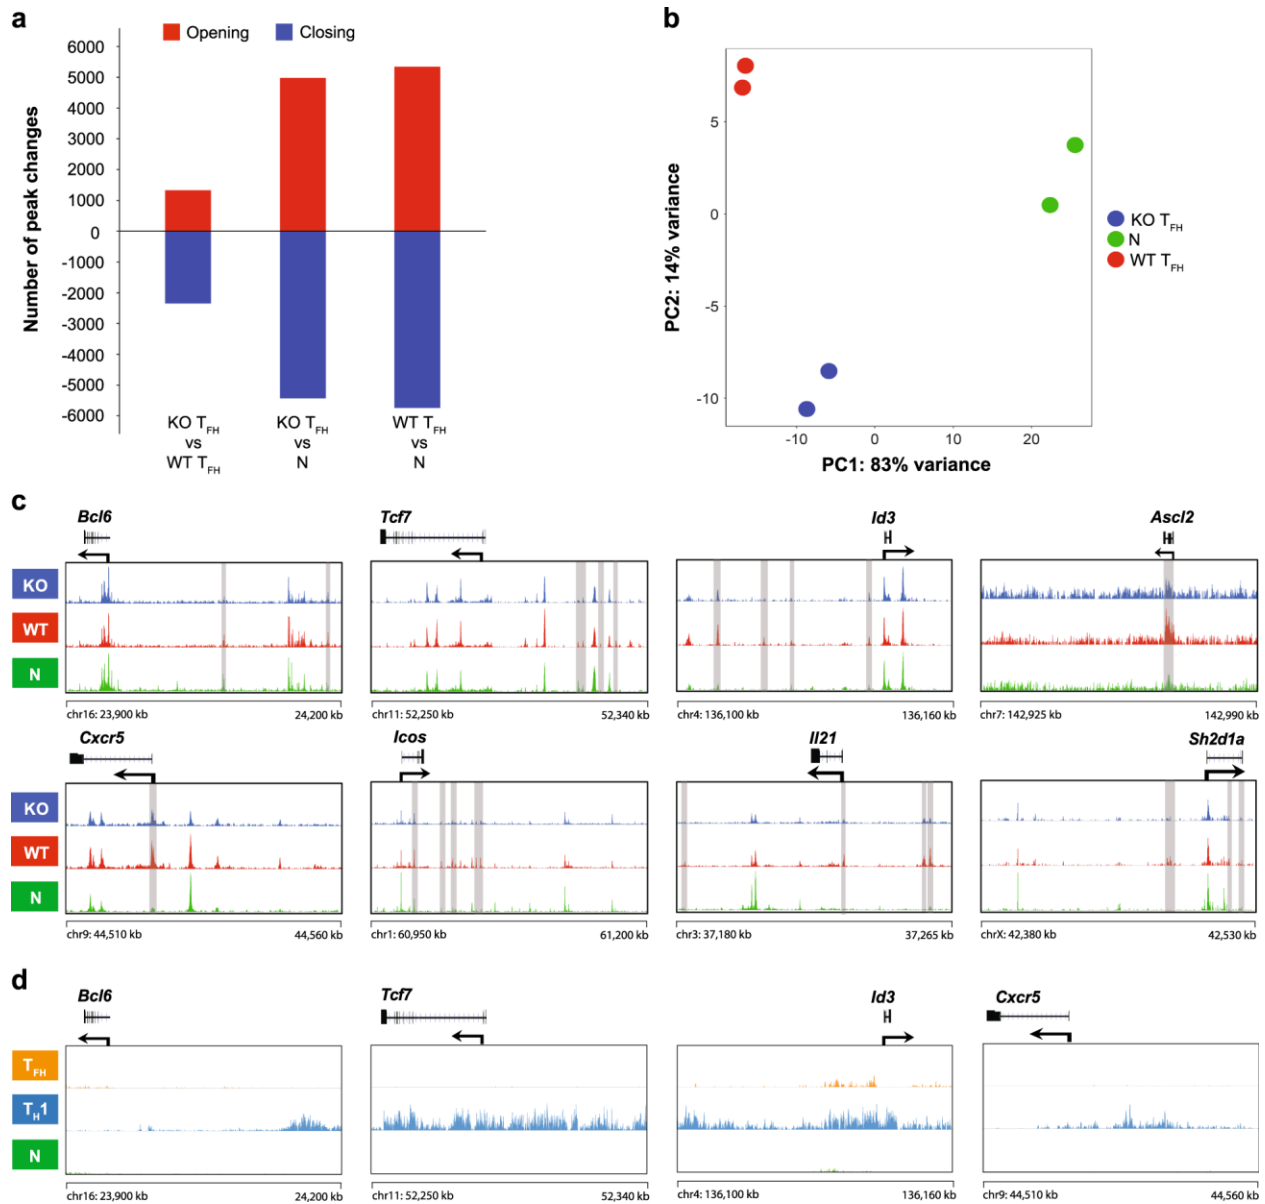 a
Opening Closing
Number of peak changes
6000
5000
4000
3000
2000
1000
0
-1000
-2000
-3000
-4000
-5000
-6000
KO TFH vs WT TFH
KO TFH vs N
WT TFH vs N
b
PC2: 14% variance
5
0
-5
-10
-10 0 10 20
PC1: 83% variance
KO TFH
N
WT TFH
c
Bcl6 Tcf7 Id3 Ascl2
KO
WT
N
chr16: 23,900 kb 24,200 kb chr11: 52,250 kb 52,340 kb chr4: 136,100 kb 136,160 kb chr7: 142,925 kb 142,990 kb
Cxcr5 Icos Il21 Sh2d1a
KO
WT
N
chr9: 44,510 kb 44,560 kb chr1: 60,950 kb 61,200 kb chr3: 37,180 kb 37,265 kb chrX: 42,380 kb 42,530 kb
d
Bcl6 Tcf7 Id3 Cxcr5
TFH
TH1
N
chr16: 23,900 kb 24,200 kb chr11: 52,250 kb 52,340 kb chr4: 136,100 kb 136,160 kb chr9: 44,510 kb 44,560 kb